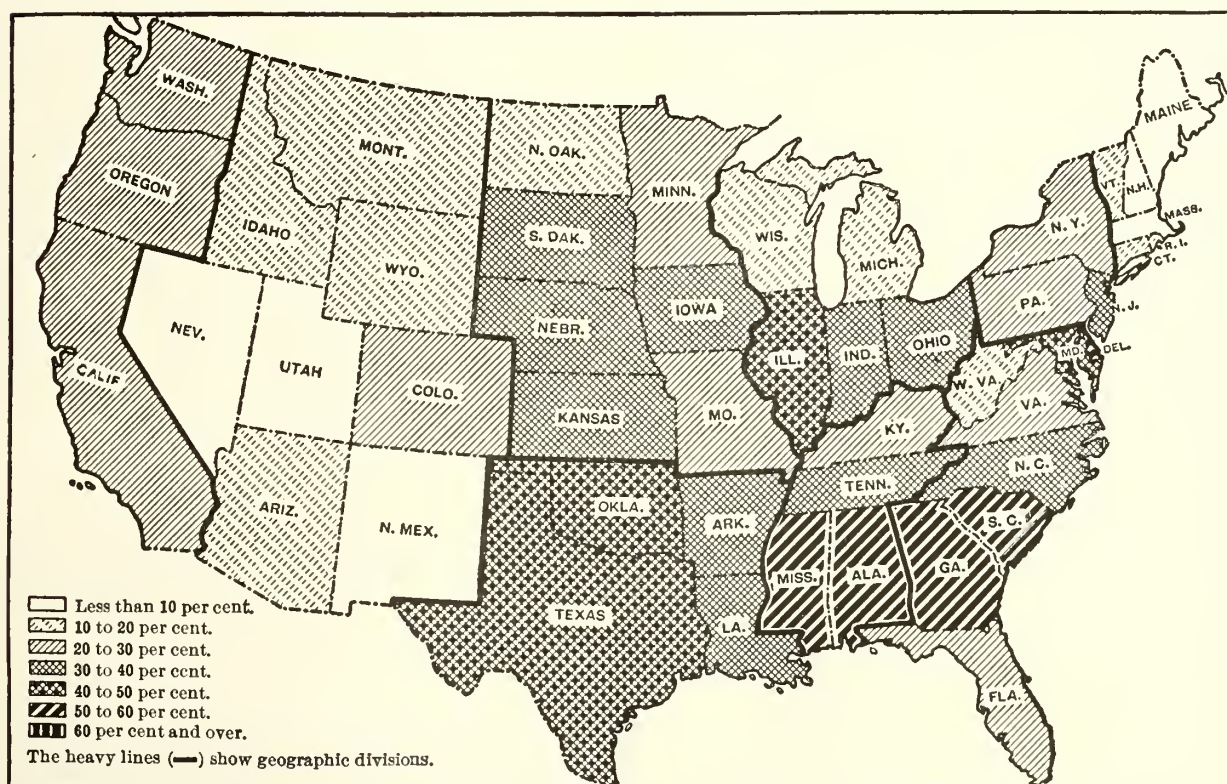 WASH.
OREGON
CALIF
NEV.
IDAHO
MONT.
WYO.
UTAH
COLO.
ARIZ.
N. MEX.
N. OAK.
S. DAK.
NEBR.
KANSAS
OKLA.
TEXAS
MINN.
IOWA
MO.
ARK.
LA.
WIS.
MICH.
ILL.
IND.
OHIO
KY.
TENN.
MISS.
ALA.
GA.
FLA.
S. C.
N. C.
VA.
W. VA.
MD.
DEL.
PA.
N. J.
N. Y.
VT.
N.H.
MAINE
MASS.
R. I.
CT.
Less than 10 per cent.
10 to 20 per cent.
20 to 30 per cent.
30 to 40 per cent.
40 to 50 per cent.
50 to 60 per cent.
60 per cent and over.
The heavy lines (━) show geographic divisions.